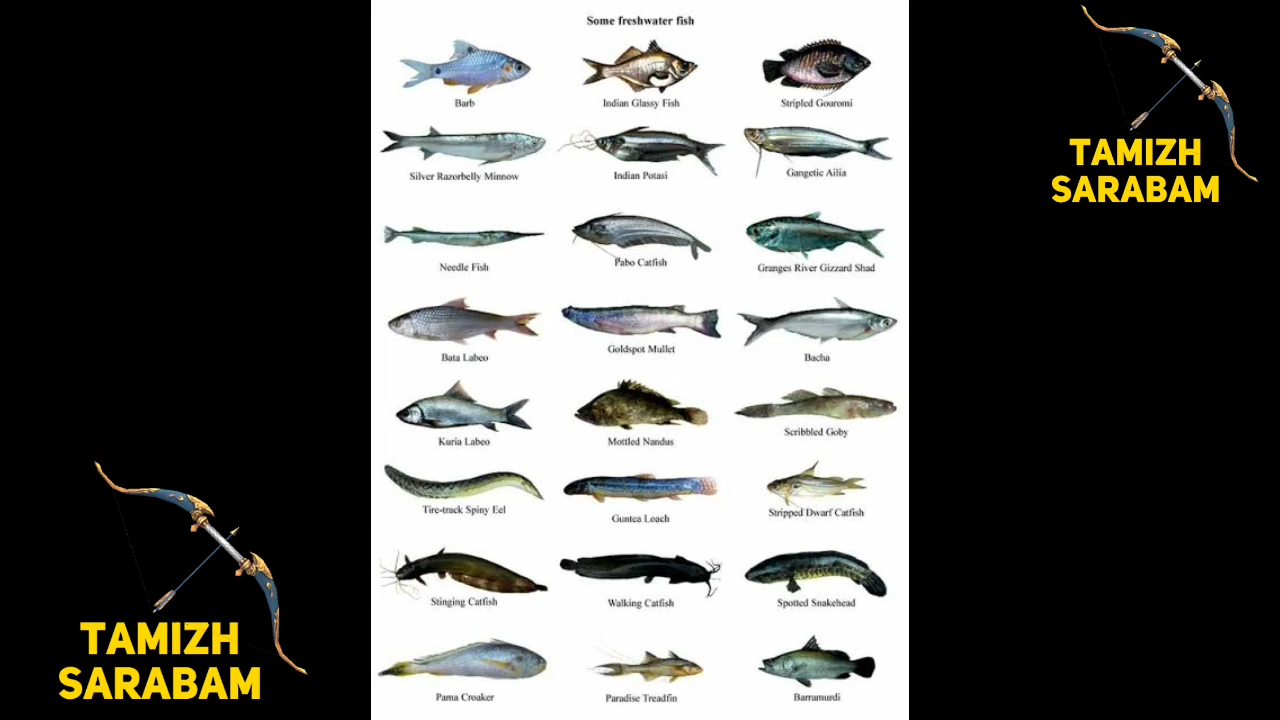 Some freshwater fish
Barb
Indian Glassy Fish
Stripled Gouromi
Silver Razorbelly Minnow
Indian Potasi
Gangetic Ailia
Needle Fish
Pabo Catfish
Granges River Gizzard Shad
Bata Labeo
Goldspot Mullet
Bacha
Kuria Labeo
Mottled Nandus
Scribbled Goby
Tire-track Spiny Eel
Guntea Loach
Stripped Dwarf Catfish
Stinging Catfish
Walking Catfish
Spotted Snakehead
Pama Croaker
Paradise Treadfin
Barramurdi
TAMIZH
SARABAM
TAMIZH
SARABAM